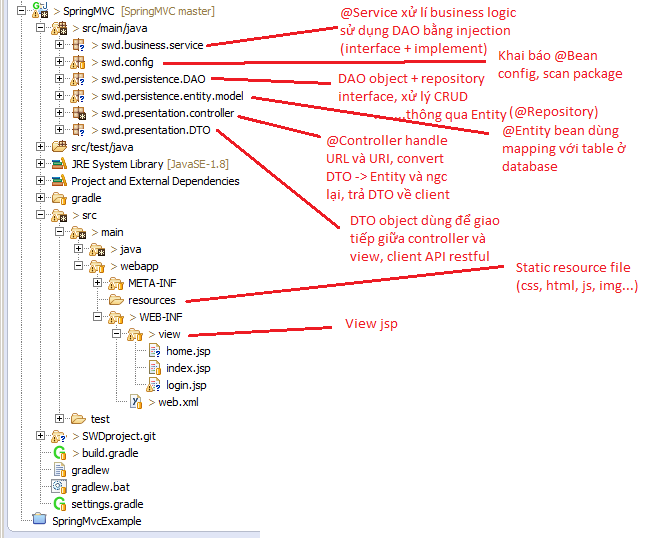 > SpringMVC [SpringMVC master]
> src/main/java
> swd.business.service
> swd.config
> swd.persistence.DAO
> swd.persistence.entity.model
> swd.presentation.controller
> swd.presentation.DTO
> src/test/java
JRE System Library [JavaSE-1.8]
Project and External Dependencies
gradle
> src
> main
> java
> webapp
META-INF
resources
> WEB-INF
> view
home.jsp
index.jsp
login.jsp
> web.xml
test
> SWDproject.git
> build.gradle
gradlew
gradlew.bat
settings.gradle
SpringMvcExample
@Service xử lí business logic
sử dụng DAO bằng injection
(interface + implement)
Khai báo @Bean
config, scan package
DAO object + repository
interface, xử lý CRUD
..thông qua Entity (@Repository)
@Entity bean dùng
mapping với table ở
database
@Controller handle
URL và URI, convert
DTO -> Entity và ngc
lại, trả DTO về client
DTO object dùng để giao
tiếp giữa controller và
view, client API restful
Static resource file
(css, html, js, img...)
View jsp